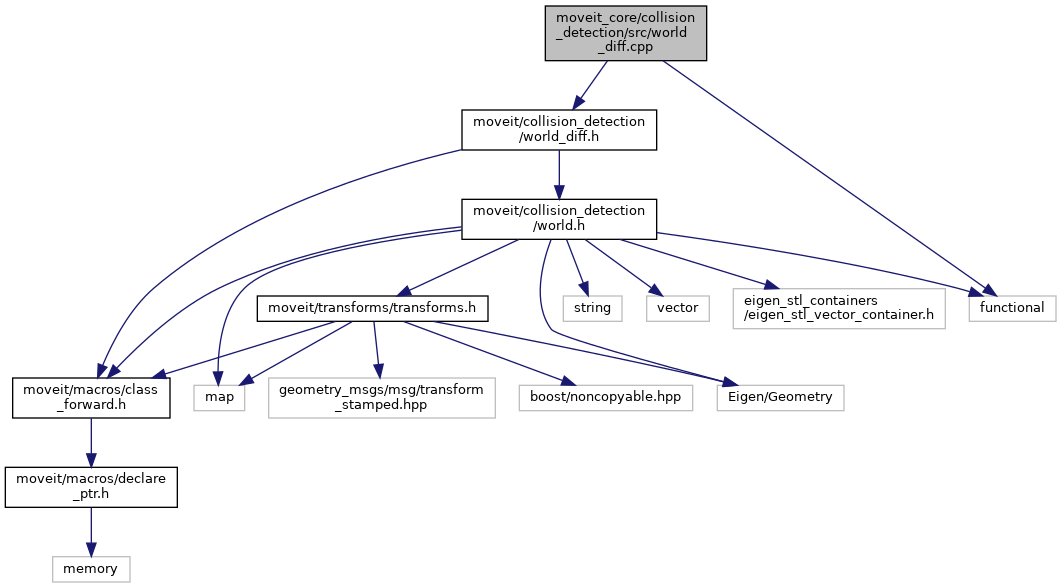 moveit_core/collision
_detection/src/world
_diff.cpp
moveit/collision_detection
/world_diff.h
moveit/collision_detection
/world.h
moveit/transforms/transforms.h
string
vector
eigen_stl_containers
/eigen_stl_vector_container.h
functional
moveit/macros/class
_forward.h
map
geometry_msgs/msg/transform
_stamped.hpp
boost/noncopyable.hpp
Eigen/Geometry
moveit/macros/declare
_ptr.h
memory